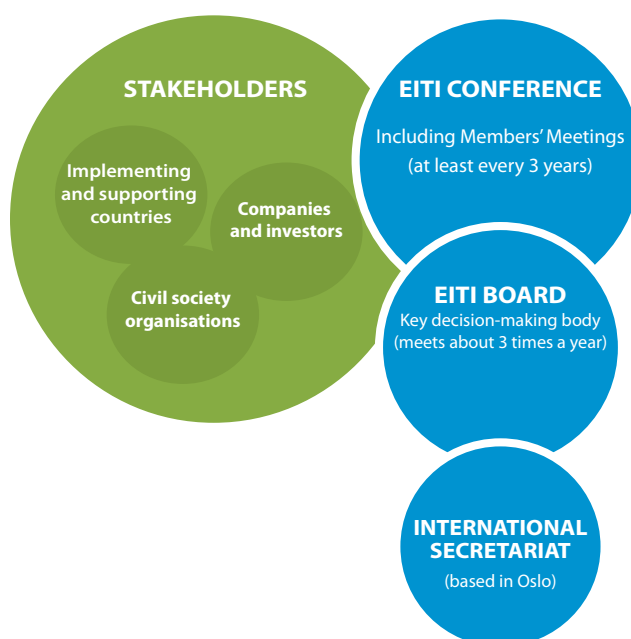 STAKEHOLDERS
Implementing
and supporting
countries
Companies
and investors
Civil society
organisations
EITI CONFERENCE
Including Members’ Meetings
(at least every 3 years)
EITI BOARD
Key decision-making body
(meets about 3 times a year)
INTERNATIONAL
SECRETARIAT
(based in Oslo)